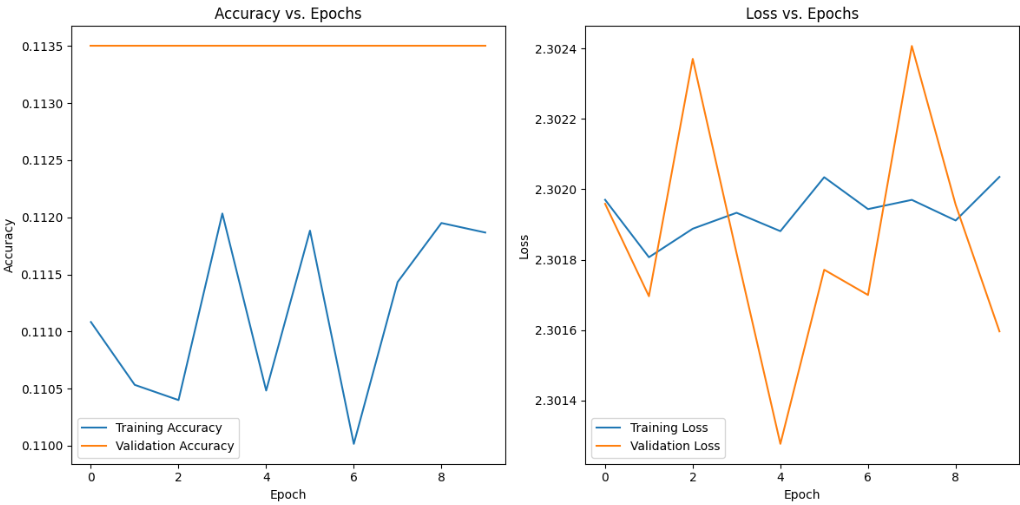 Accuracy vs. Epochs
0.1135
0.1130
0.1125
0.1120
0.1115
0.1110
0.1105
0.1100
Accuracy
Training Accuracy
Validation Accuracy
0 2 4 6 8
Epoch
Loss vs. Epochs
2.3024
2.3022
2.3020
2.3018
2.3016
2.3014
Loss
Training Loss
Validation Loss
0 2 4 6 8
Epoch